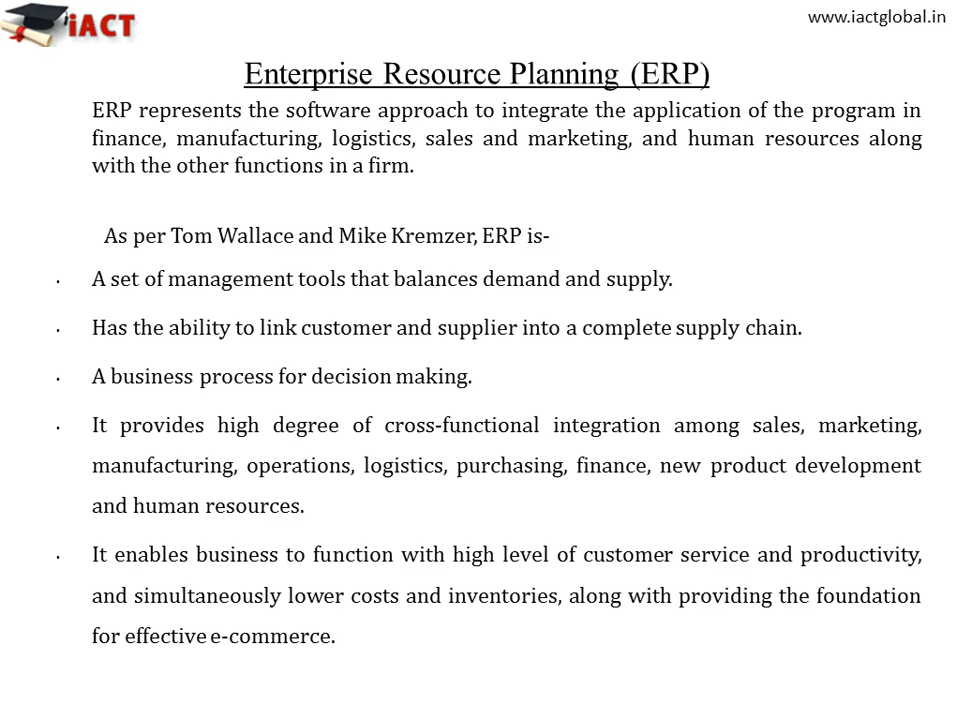 iACT
www.iactglobal.in
Enterprise Resource Planning (ERP)
ERP represents the software approach to integrate the application of the program in
finance, manufacturing, logistics, sales and marketing, and human resources along
with the other functions in a firm.
As per Tom Wallace and Mike Kremzer, ERP is-
• A set of management tools that balances demand and supply.
• Has the ability to link customer and supplier into a complete supply chain.
• A business process for decision making.
• It provides high degree of cross-functional integration among sales, marketing,
manufacturing, operations, logistics, purchasing, finance, new product development
and human resources.
• It enables business to function with high level of customer service and productivity,
and simultaneously lower costs and inventories, along with providing the foundation
for effective e-commerce.